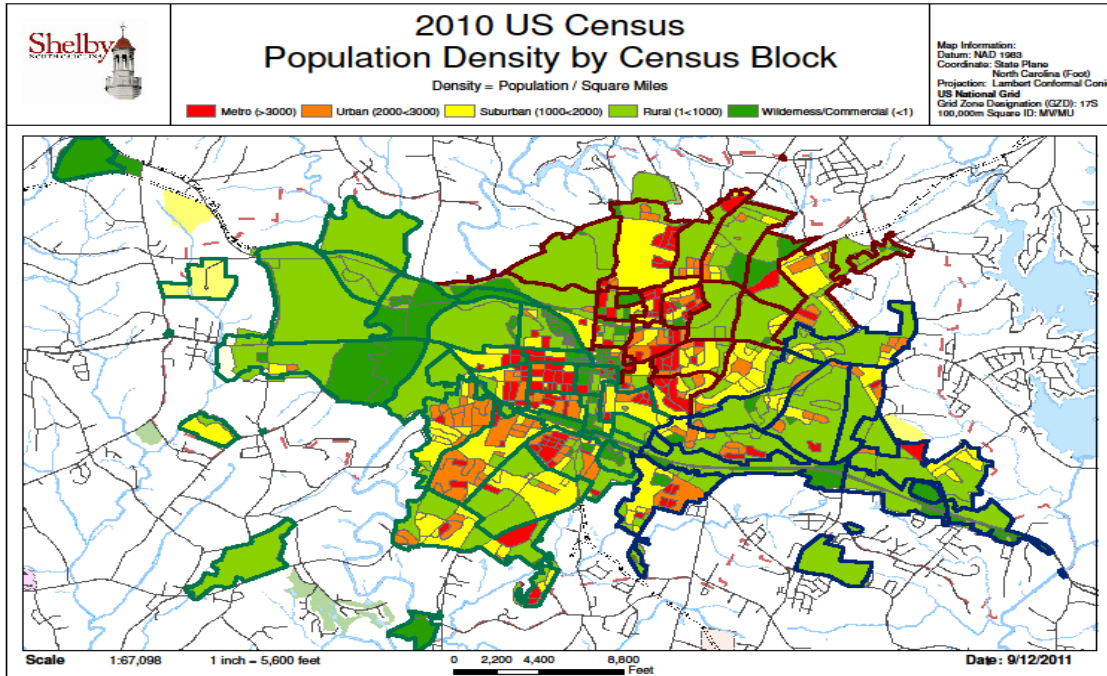 Shelby
2010 US Census
Population Density by Census Block
Density = Population / Square Miles
Metro (>3000) Urban (2000<3000) Suburban (1000<2000) Rural (1<1000) Wilderness/Commercial (<1)
Map Information:
Datum: NAD 1983
Coordinate: State Plane
North Carolina (Foot)
Projection: Lambert Conformal Coni
US National Grid
Grid Zone Designation (GZD): 17S
100,000m Square ID: MV/MU
Scale 1:67,098 1 inch = 5,600 feet
0 2,200 4,400 8,800
Feet
Date: 9/12/2011